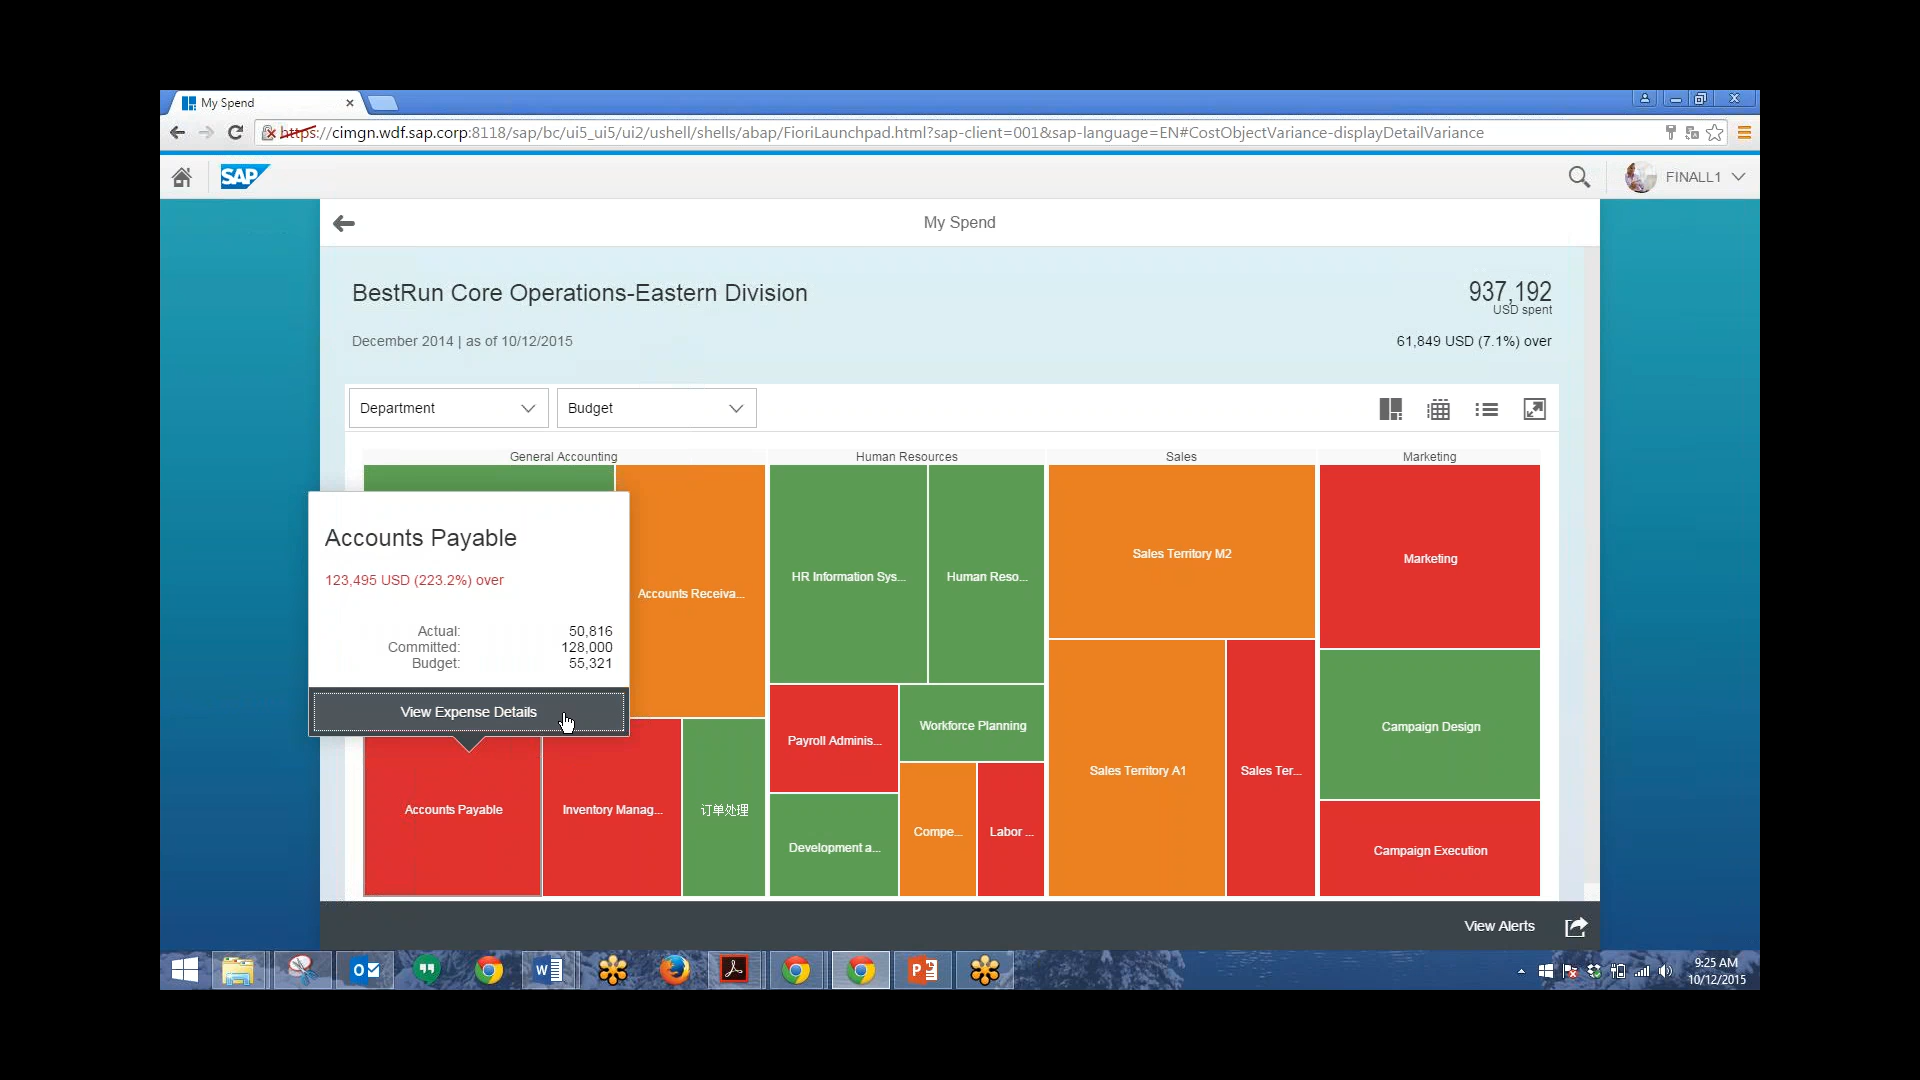 My Spend
https://cimgn.wdf.sap.corp:8118/sap/bc/ui5_ui5/ui2/ushell/shells/abap/FioriLaunchpad.html?sap-client=001&sap-language=EN#CostObjectVariance-displayDetailVariance
SAP
FINALL1
My Spend
BestRun Core Operations-Eastern Division
937,192
USD spent
December 2014 | as of 10/12/2015
61,849 USD (7.1%) over
Department
Budget
General Accounting
Human Resources
Sales
Marketing
Accounts Payable
123,495 USD (223.2%) over
Actual: 50,816
Committed: 128,000
Budget: 55,321
View Expense Details
Accounts Receiva...
HR Information Sys...
Human Reso...
Sales Territory M2
Marketing
Payroll Adminis...
Workforce Planning
Campaign Design
Sales Territory A1
Sales Ter...
Accounts Payable
Inventory Manag...
订单处理
Development a...
Compe...
Labor ...
Campaign Execution
View Alerts
9:25 AM
10/12/2015